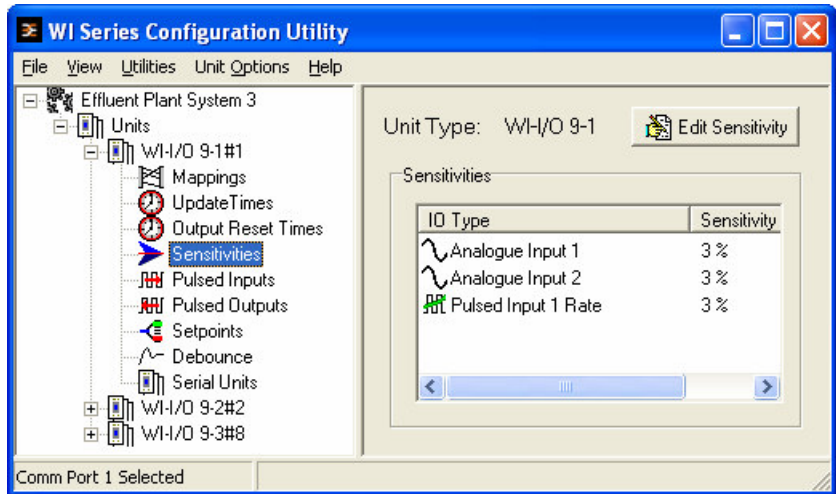 WI Series Configuration Utility
File View Utilities Unit Options Help
Effluent Plant System 3
Units
WI-I/O 9-1#1
Mappings
UpdateTimes
Output Reset Times
Sensitivities
Pulsed Inputs
Pulsed Outputs
Setpoints
Debounce
Serial Units
WI-I/O 9-2#2
WI-I/O 9-3#8
Unit Type: WI-I/O 9-1 Edit Sensitivity
Sensitivities
IO Type Sensitivity
Analogue Input 1 3 %
Analogue Input 2 3 %
Pulsed Input 1 Rate 3 %
Comm Port 1 Selected